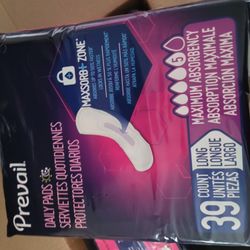 Prevail.
DAILY PADS
SERVIETTES QUOTIDIENNES
PROTECTORES DIARIOS
MAXSORB+ ZONE
5
MAXIMUM ABSORBENCY
ABSORPTION MAXIMALE
ABSORCIÓN MAXIMA
39
COUNT
UNITÉS
PIEZAS
LONG
LONGUE
LARGO